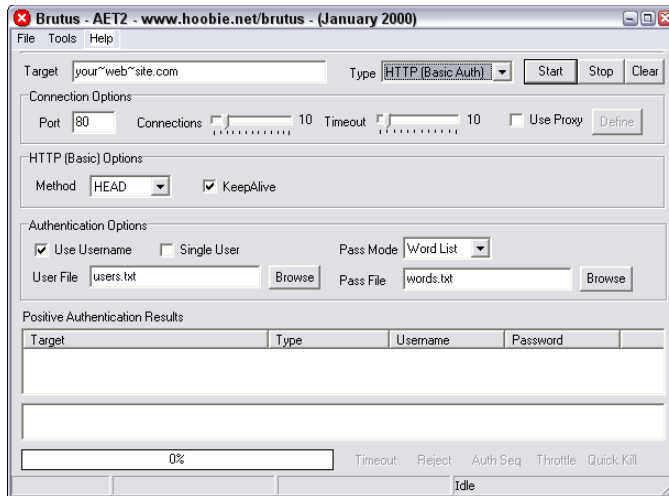 Brutus - AET2 - www.hoobie.net/brutus - (January 2000)
File Tools Help
Target your~web~site.com Type HTTP (Basic Auth) Start Stop Clear
Connection Options
Port 80 Connections 10 Timeout 10 Use Proxy Define
HTTP (Basic) Options
Method HEAD KeepAlive
Authentication Options
Use Username Single User Pass Mode Word List
User File users.txt Browse Pass File words.txt Browse
Positive Authentication Results
Target Type Username Password
0% Timeout Reject Auth Seq Throttle Quick Kill
Idle